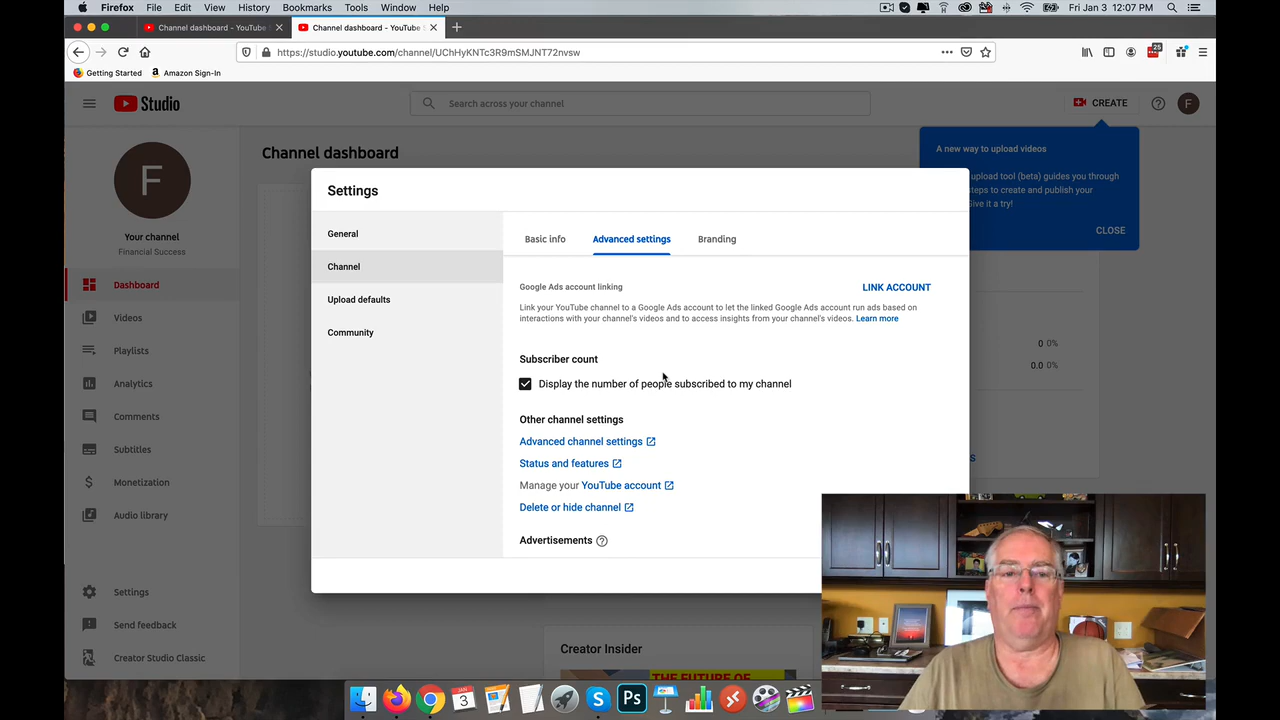 Firefox File Edit View History Bookmarks Tools Window Help
Fri Jan 3 12:07 PM
Channel dashboard - YouTube S
Channel dashboard - YouTube S
https://studio.youtube.com/channel/UChHyKNTc3R9mSMJNT72nvsw
25
Getting Started Amazon Sign-In
Studio
Search across your channel
CREATE
F
Channel dashboard
A new way to upload videos
upload tool (beta) guides you through
steps to create and publish your
Give it a try!
CLOSE
F
Your channel
Financial Success
Dashboard
Videos
Playlists
Analytics
Comments
Subtitles
Monetization
Audio library
Settings
Send feedback
Creator Studio Classic
Settings
General
Channel
Upload defaults
Community
Basic info Advanced settings Branding
Google Ads account linking
LINK ACCOUNT
Link your YouTube channel to a Google Ads account to let the linked Google Ads account run ads based on
interactions with your channel's videos and to access insights from your channel's videos. Learn more
Subscriber count
Display the number of people subscribed to my channel
Other channel settings
Advanced channel settings
Status and features
Manage your YouTube account
Delete or hide channel
Advertisements ?
0 0%
0.0 0%
S
Creator Insider
THE FUTURE OF
JAN
3
S
Ps